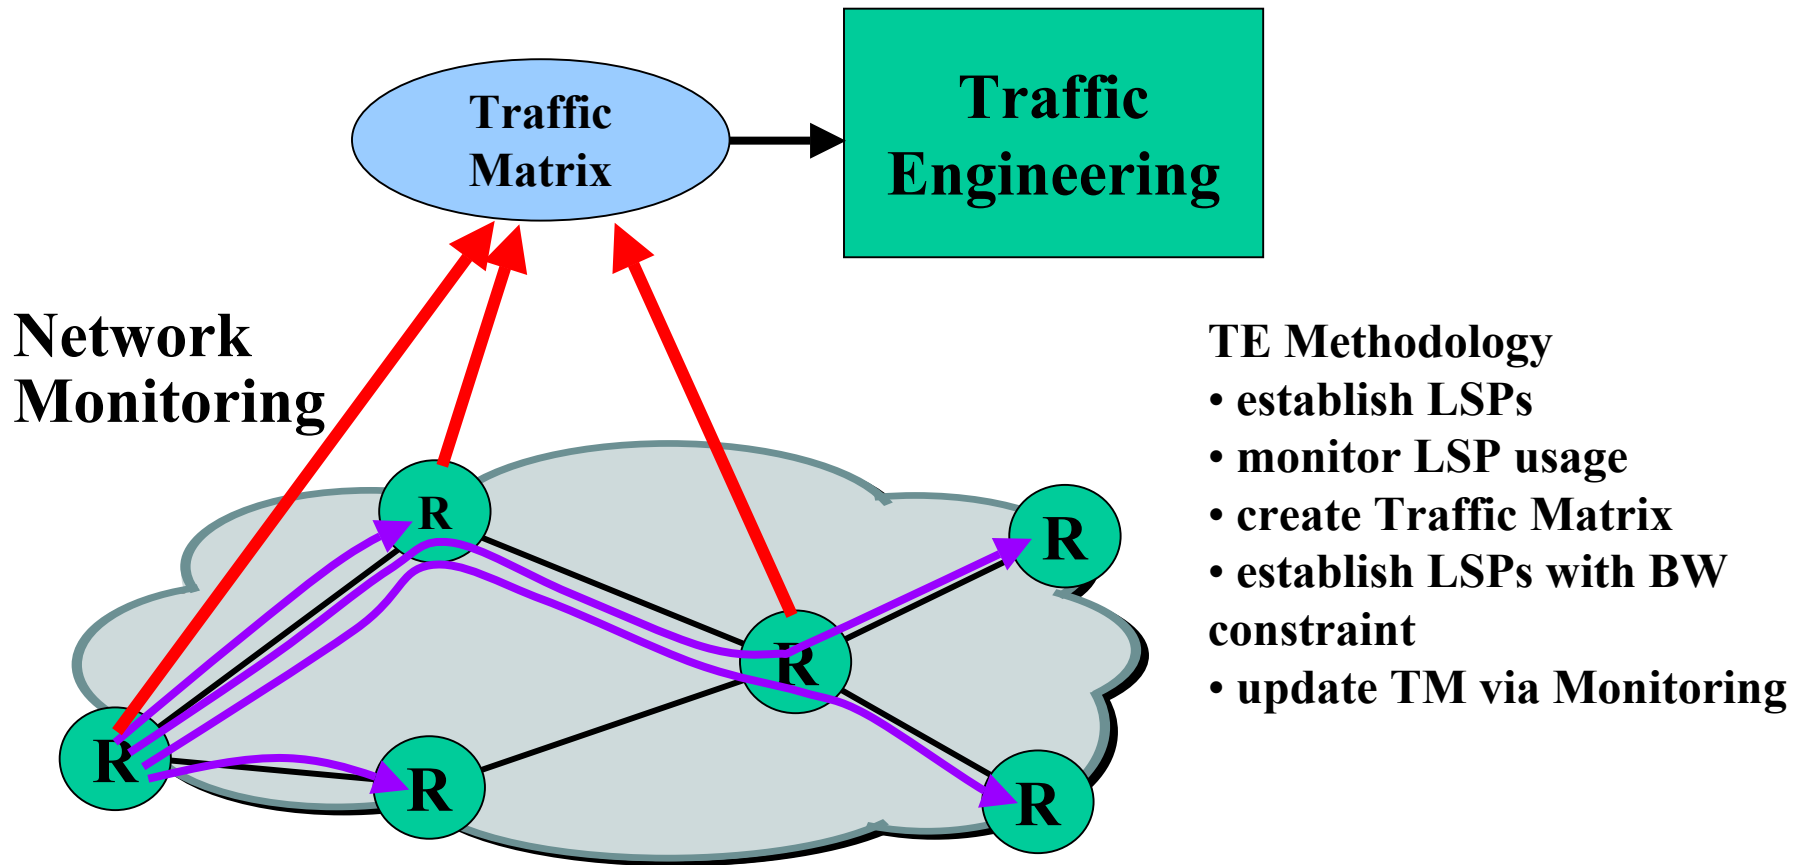 Traffic
Matrix
Traffic
Engineering
Network
Monitoring
TE Methodology
• establish LSPs
• monitor LSP usage
• create Traffic Matrix
• establish LSPs with BW
constraint
• update TM via Monitoring
R
R
R
R
R
R